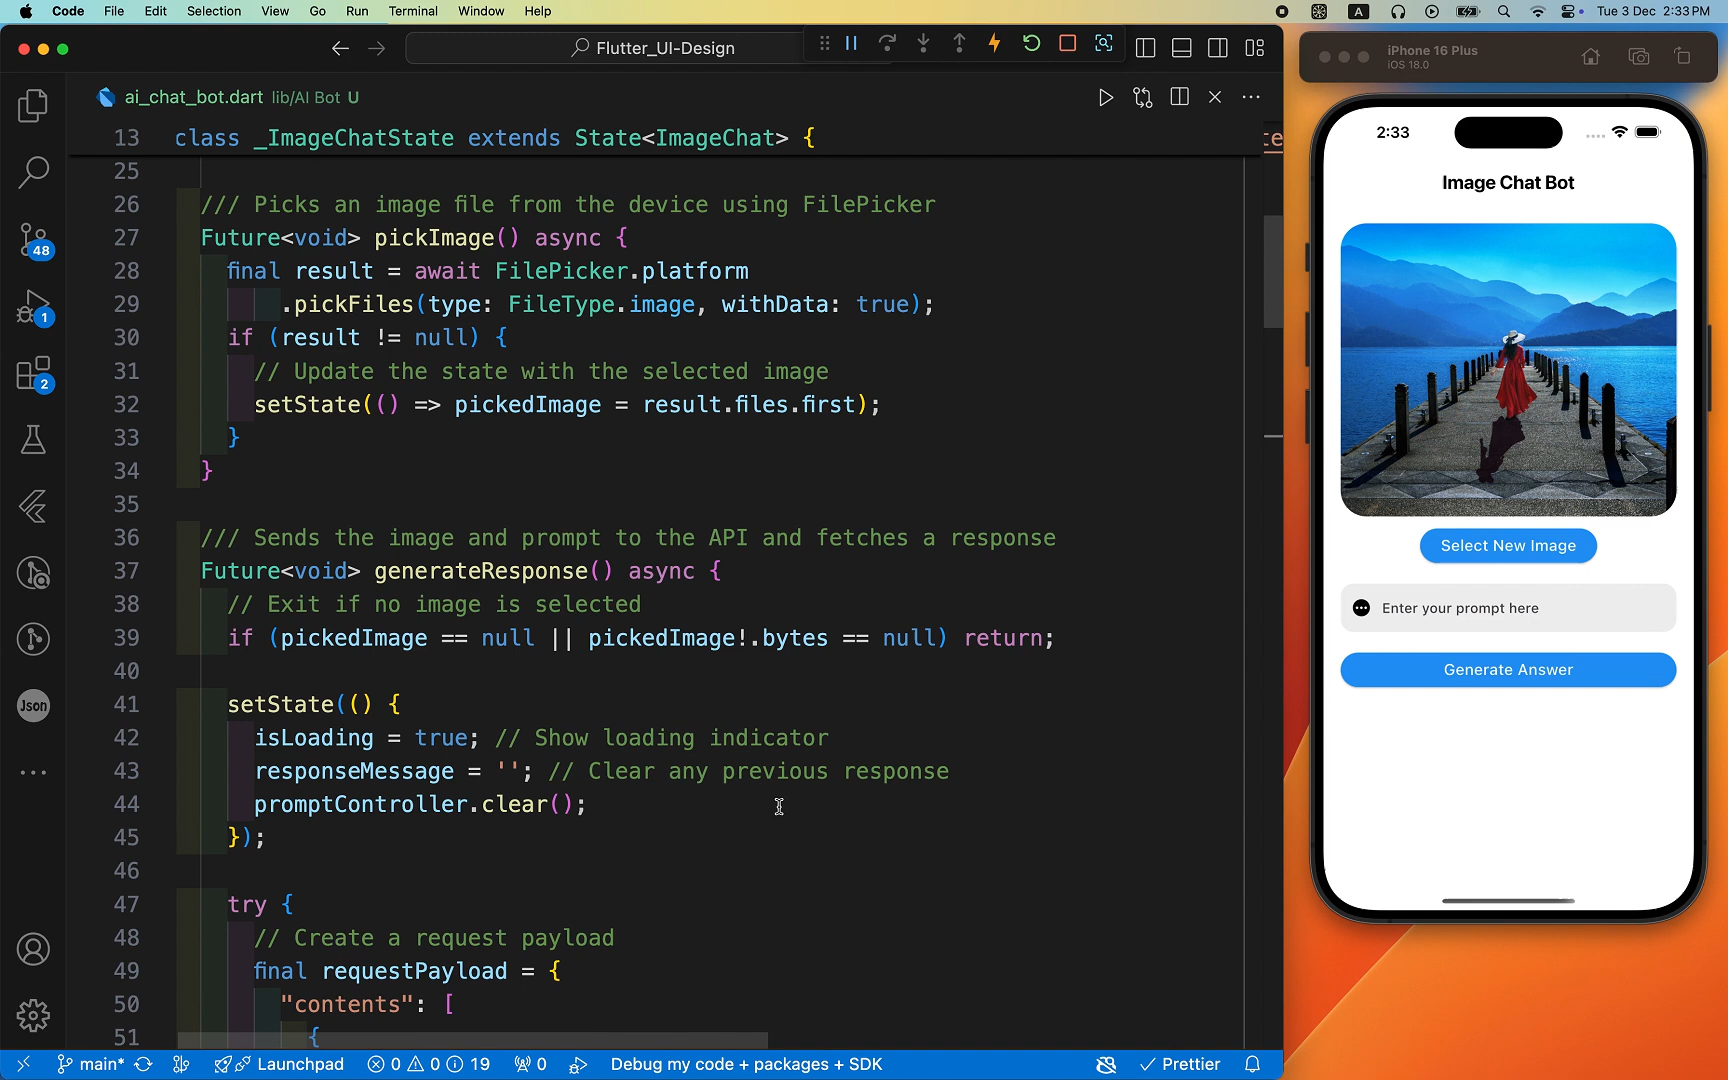 Code File Edit Selection View Go Run Terminal Window Help
A
Tue 3 Dec 2:33 PM
Flutter_UI-Design
ai_chat_bot.dart lib/AI Bot U
13 class _ImageChatState extends State<ImageChat> {
te
25
26 /// Picks an image file from the device using FilePicker
27 Future<void> pickImage() async {
28 final result = await FilePicker.platform
29 .pickFiles(type: FileType.image, withData: true);
30 if (result != null) {
31 // Update the state with the selected image
32 setState(() => pickedImage = result.files.first);
33 }
34 }
35
36 /// Sends the image and prompt to the API and fetches a response
37 Future<void> generateResponse() async {
38 // Exit if no image is selected
39 if (pickedImage == null || pickedImage!.bytes == null) return;
40
41 setState(() {
42 isLoading = true; // Show loading indicator
43 responseMessage = ''; // Clear any previous response
44 promptController.clear();
45 });
46
47 try {
48 // Create a request payload
49 final requestPayload = {
50 "contents": [
51 {
48
1
2
Json
main* Launchpad 0 0 19 0 Debug my code + packages + SDK Prettier
iPhone 16 Plus
iOS 18.0
2:33
Image Chat Bot
Select New Image
Enter your prompt here
Generate Answer